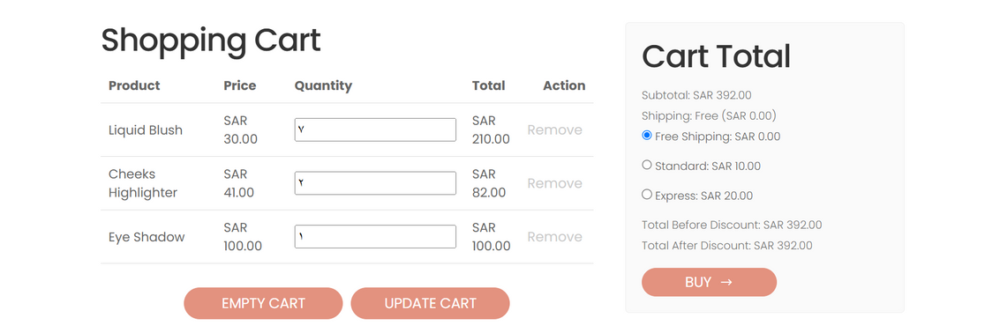 Shopping Cart
Product Price Quantity Total Action
Liquid Blush SAR 30.00 ٧ SAR 210.00 Remove
Cheeks Highlighter SAR 41.00 ٢ SAR 82.00 Remove
Eye Shadow SAR 100.00 ١ SAR 100.00 Remove
EMPTY CART UPDATE CART
Cart Total
Subtotal: SAR 392.00
Shipping: Free (SAR 0.00)
Free Shipping: SAR 0.00
Standard: SAR 10.00
Express: SAR 20.00
Total Before Discount: SAR 392.00
Total After Discount: SAR 392.00
BUY →